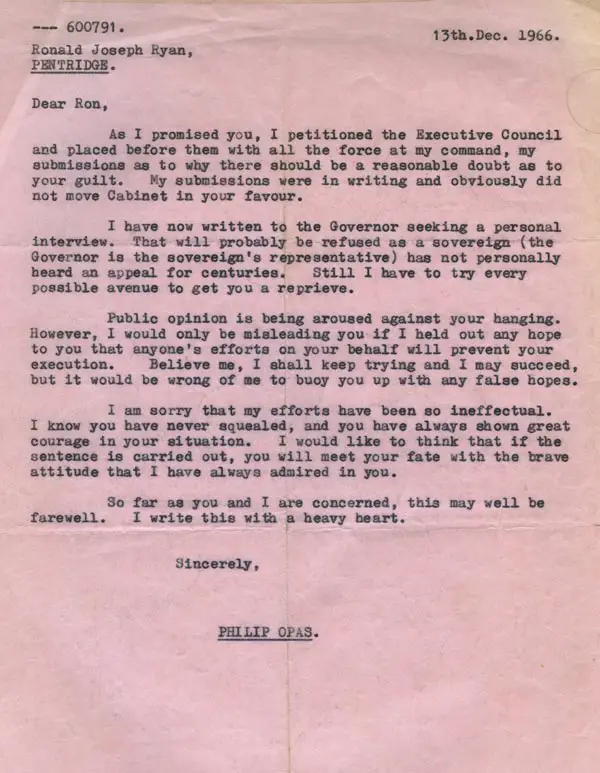 --- 600791.
13th.Dec. 1966.
Ronald Joseph Ryan,
PENTRIDGE.
Dear Ron,
As I promised you, I petitioned the Executive Council
and placed before them with all the force at my command, my
submissions as to why there should be a reasonable doubt as to
your guilt. My submissions were in writing and obviously did
not move Cabinet in your favour.
I have now written to the Governor seeking a personal
interview. That will probably be refused as a sovereign (the
Governor is the sovereign's representative) has not personally
heard an appeal for centuries. Still I have to try every
possible avenue to get you a reprieve.
Public opinion is being aroused against your hanging.
However, I would only be misleading you if I held out any hope
to you that anyone's efforts on your behalf will prevent your
execution. Believe me, I shall keep trying and I may succeed,
but it would be wrong of me to buoy you up with any false hopes.
I am sorry that my efforts have been so ineffectual.
I know you have never squealed, and you have always shown great
courage in your situation. I would like to think that if the
sentence is carried out, you will meet your fate with the brave
attitude that I have always admired in you.
So far as you and I are concerned, this may well be
farewell. I write this with a heavy heart.
Sincerely,
PHILIP OPAS.